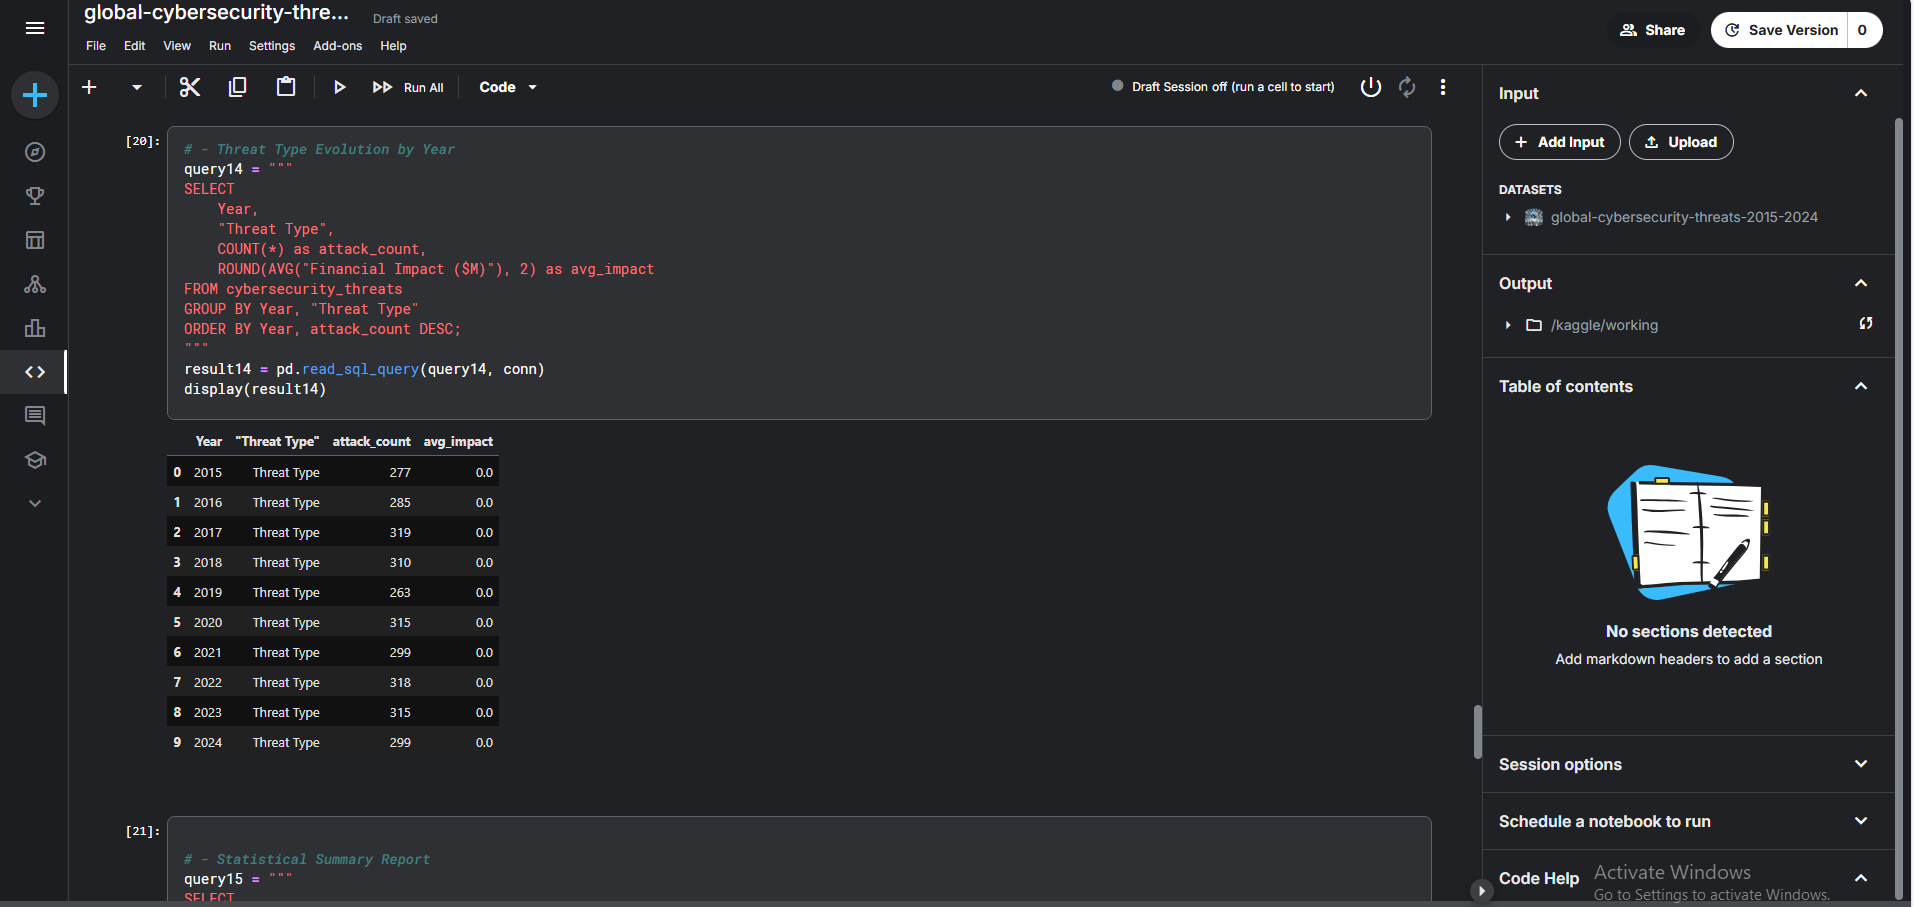 global-cybersecurity-thre...
Draft saved
File Edit View Run Settings Add-ons Help
Share
Save Version 0
Run All
Code
Draft Session off (run a cell to start)
[20]:
# - Threat Type Evolution by Year
query14 = """
SELECT
Year,
"Threat Type",
COUNT(*) as attack_count,
ROUND(AVG("Financial Impact ($M)"), 2) as avg_impact
FROM cybersecurity_threats
GROUP BY Year, "Threat Type"
ORDER BY Year, attack_count DESC;
"""
result14 = pd.read_sql_query(query14, conn)
display(result14)
Year "Threat Type" attack_count avg_impact
0 2015 Threat Type 277 0.0
1 2016 Threat Type 285 0.0
2 2017 Threat Type 319 0.0
3 2018 Threat Type 310 0.0
4 2019 Threat Type 263 0.0
5 2020 Threat Type 315 0.0
6 2021 Threat Type 299 0.0
7 2022 Threat Type 318 0.0
8 2023 Threat Type 315 0.0
9 2024 Threat Type 299 0.0
[21]:
# - Statistical Summary Report
query15 = """
SELECT
Input
Add Input
Upload
DATASETS
global-cybersecurity-threats-2015-2024
Output
/kaggle/working
Table of contents
No sections detected
Add markdown headers to add a section
Session options
Schedule a notebook to run
Code Help
Activate Windows
Go to Settings to activate Windows.